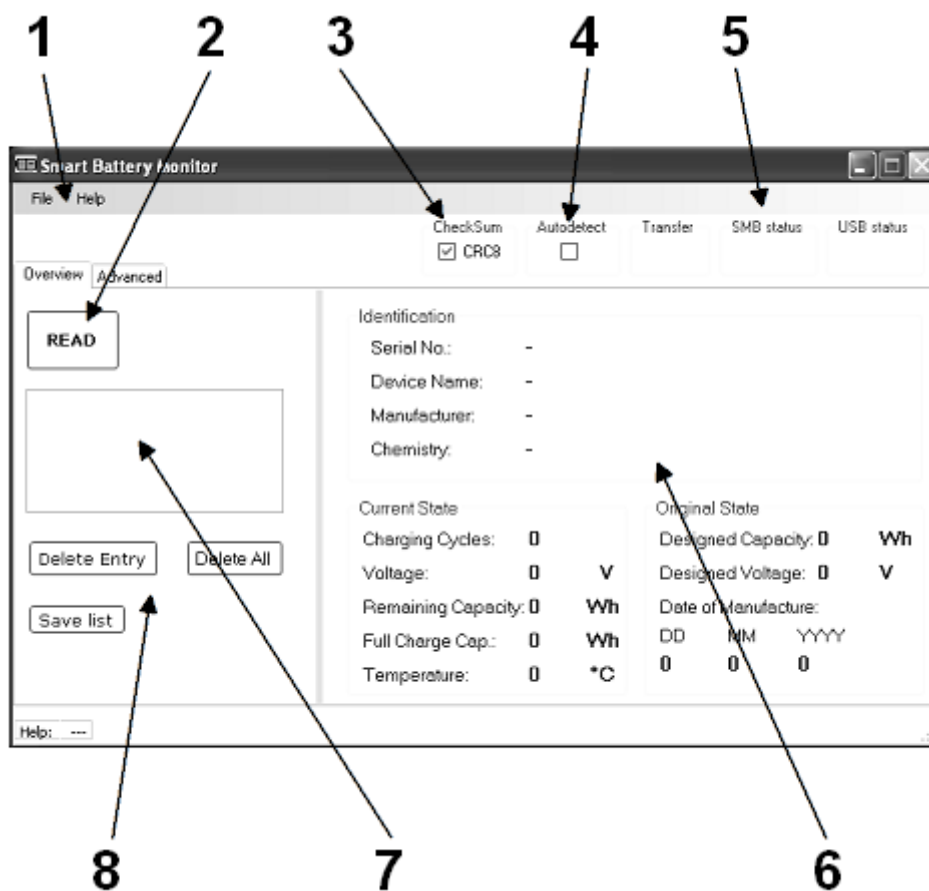 1 2 3 4 5
Smart Battery Monitor
File Help
CheckSum Autodetect Transfer SMB status USB status
CRC8
Overview Advanced
READ
Identification
Serial No.: -
Device Name: -
Manufacturer: -
Chemistry: -
Current State Original State
Charging Cycles: 0 Designed Capacity: 0 Wh
Delete Entry Delete All Voltage: 0 V Designed Voltage: 0 V
Remaining Capacity: 0 Wh Date of Manufacture:
Save list
Full Charge Cap.: 0 Wh DD MM YYYY
Temperature: 0 °C 0 0 0
Help: ---
8 7 6